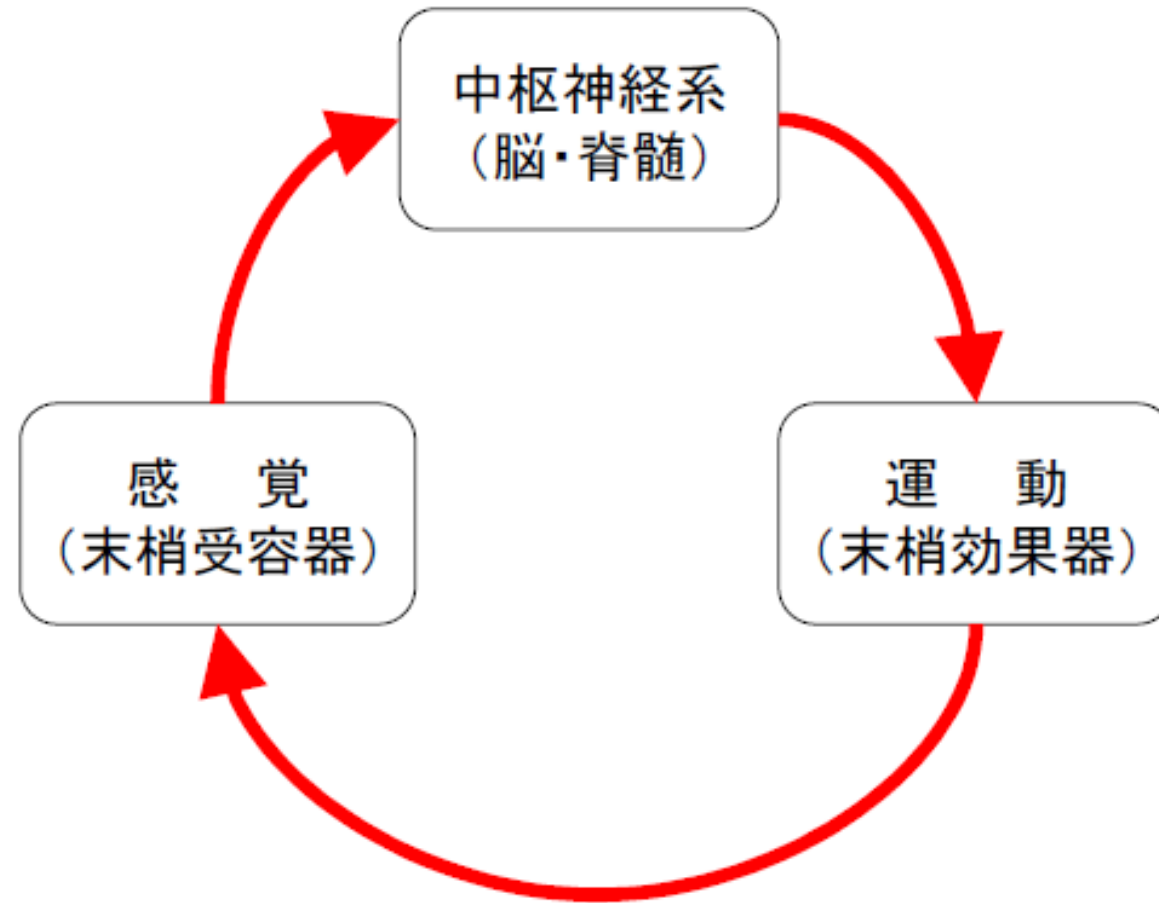 中枢神経系
（脳・脊髄）
感　覚
（末梢受容器）
運　動
（末梢効果器）